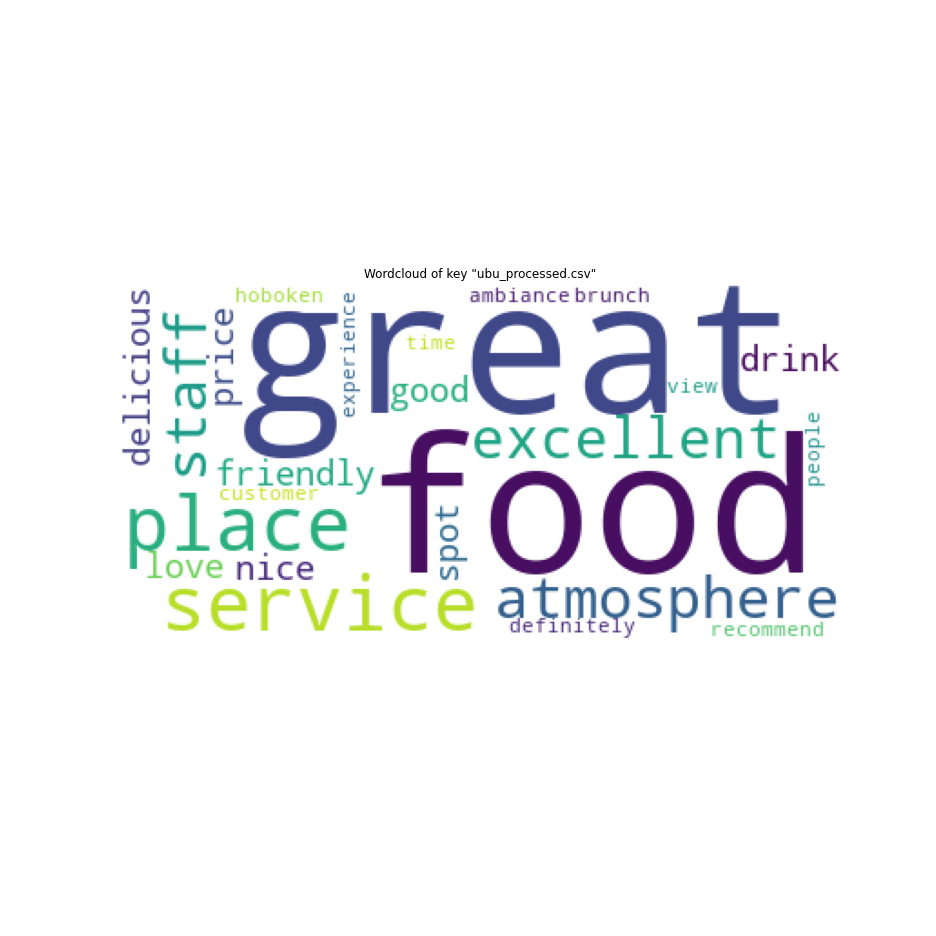 Wordcloud of key "ubu_processed.csv"
hoboken
ambiance
brunch
delicious
staff
price
great
experience
time
good
view
drink
excellent
people
friendly
customer
food
place
spot
love
nice
service
atmosphere
definitely
recommend